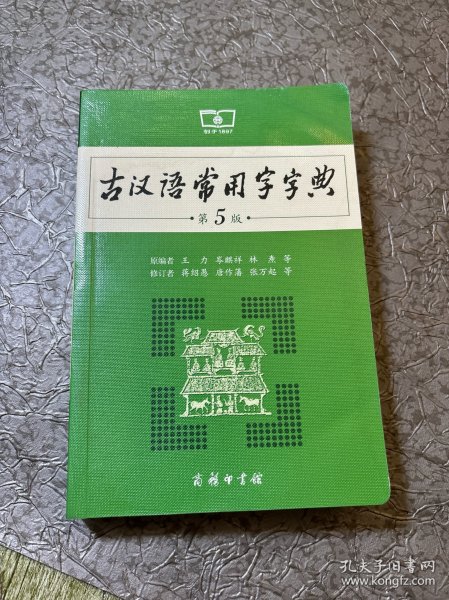 创于1897
古汉语常用字字典
·第5版·
原编者 王力 岑麒祥 林焘 等
修订者 蒋绍愚 唐作藩 张万起 等
商务印书馆
孔夫子旧书网
www.kongfz.com